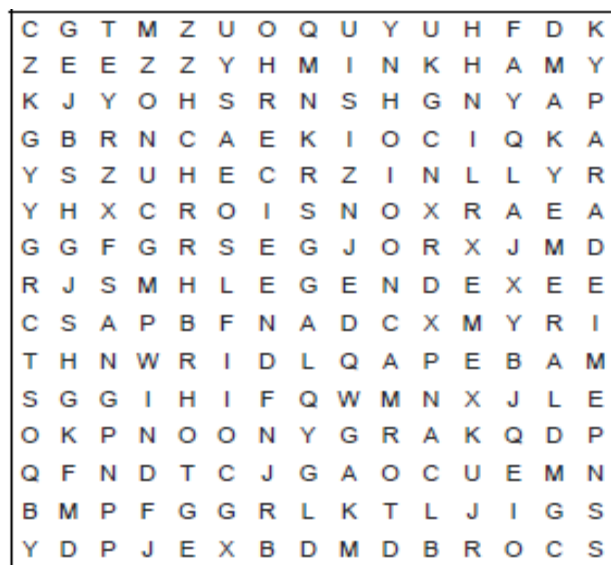 C G T M Z U O Q U Y U H F D K
Z E E Z Z Y H M I N K H A M Y
K J Y O H S R N S H G N Y A P
G B R N C A E K I O C I Q K A
Y S Z U H E C R Z I N L L Y R
Y H X C R O I S N O X R A E A
G G F G R S E G J O R X J M D
R J S M H L E G E N D E X E E
C S A P B F N A D C X M Y R I
T H N W R I D L Q A P E B A M
S G G I H I F Q W M N X J L E
O K P N O O N Y G R A K Q D P
Q F N D T C J G A O C U E M N
B M P F G G R L K T L J I G S
Y D P J E X B D M D B R O C S